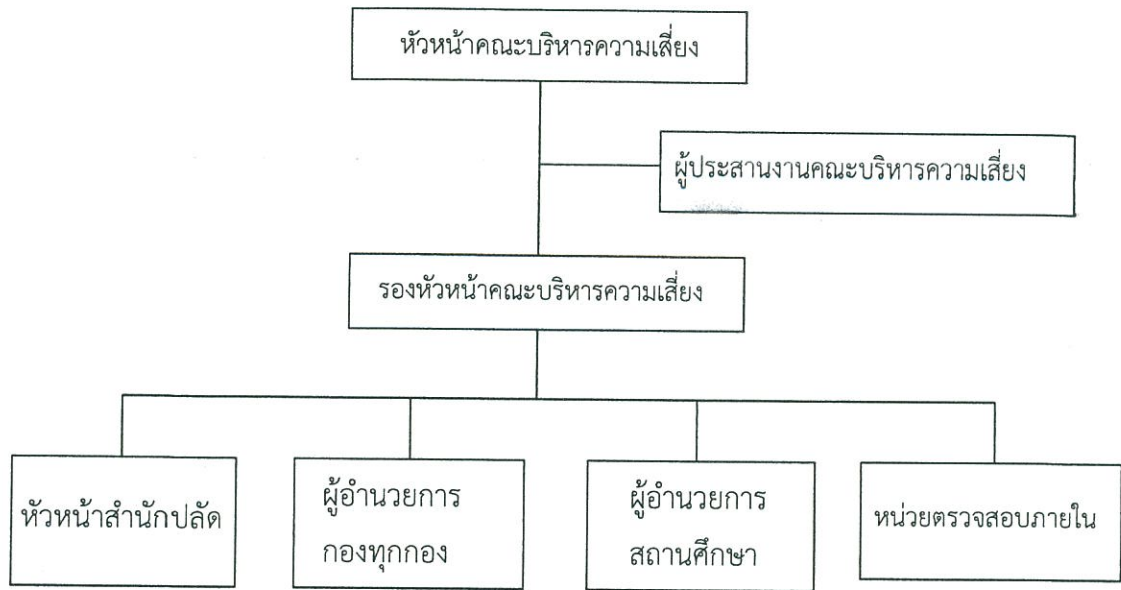 หัวหน้าคณะบริหารความเสี่ยง
ผู้ประสานงานคณะบริหารความเสี่ยง
รองหัวหน้าคณะบริหารความเสี่ยง
หัวหน้าสำนักปลัด
ผู้อำนวยการ
กองทุกกอง
ผู้อำนวยการ
สถานศึกษา
หน่วยตรวจสอบภายใน